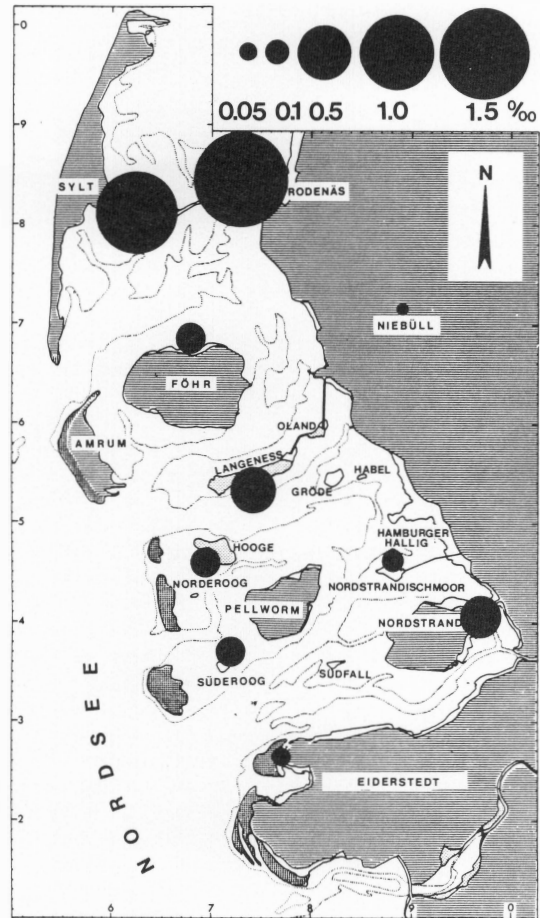 0
0.05 0.1 0.5 1.0 1.5 ‰
9
N
SYLT
RODENÄS
8
7
NIEBÜLL
FÖHR
6
AMRUM
OLAND
LANGENESS
HABEL
GRÖDE
5
HAMBURGER
HALLIG
HOOGE
NORDEROOG
NORDSTRANDISCHMOOR
4
PELLWORM
NORDSTRAND
SÜDEROOG
SÜDFALL
NORDSEE
3
EIDERSTEDT
2
6 7 8 9 0